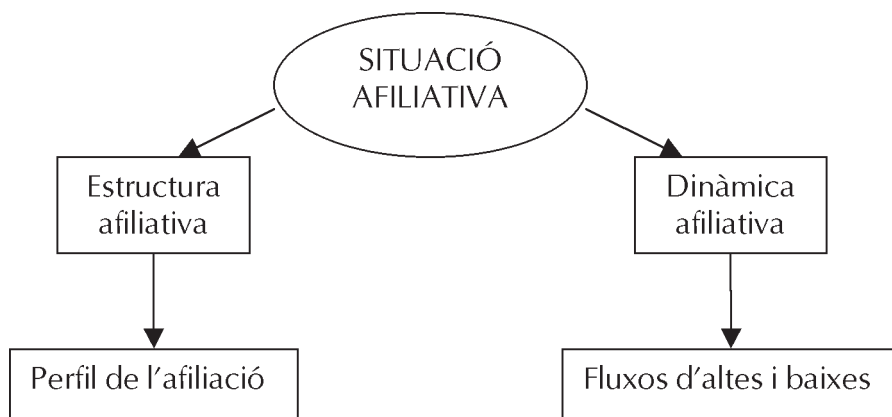 SITUACIÓ
AFILIATIVA
Estructura
afiliativa
Dinàmica
afiliativa
Perfil de l’afiliació
Fluxos d’altes i baixes